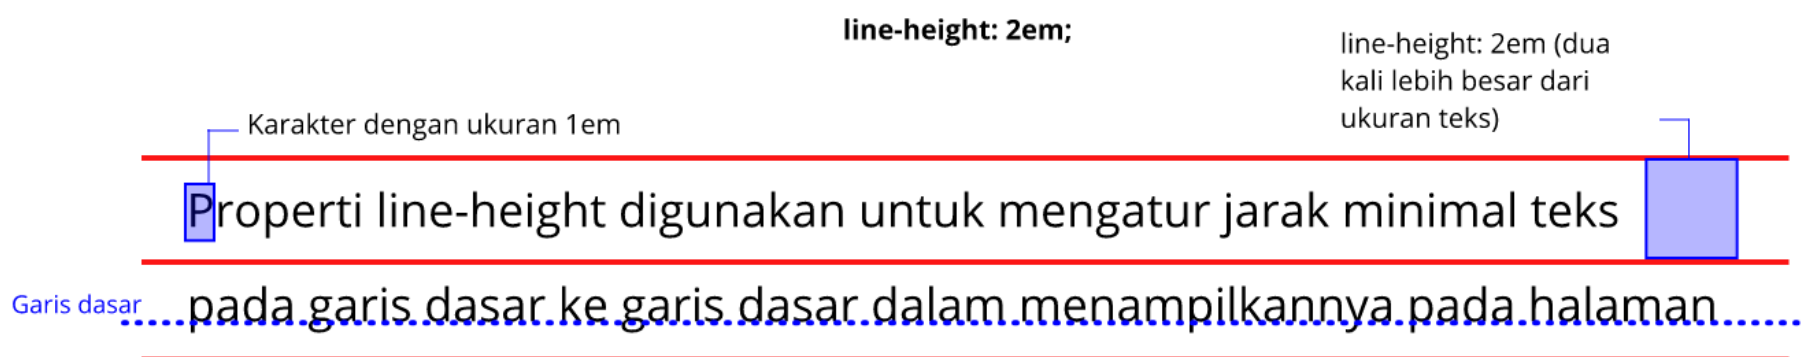 line-height: 2em;
line-height: 2em (dua
kali lebih besar dari
ukuran teks)
Karakter dengan ukuran 1em
Properti line-height digunakan untuk mengatur jarak minimal teks
Garis dasar
pada garis dasar ke garis dasar dalam menampilkannya pada halaman